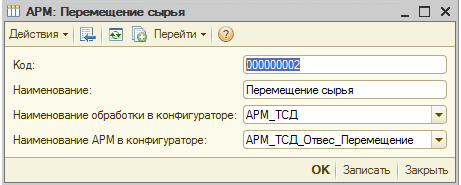 АРМ: Перемещение сырья
Действия Перейти ?
Код: 000000002
Наименование: Перемещение сырья
Наименование обработки в конфигураторе: АРМ_ТСД
Наименование АРМ в конфигураторе: АРМ_ТСД_Отвес_Перемещение
OK Записать Закрыть